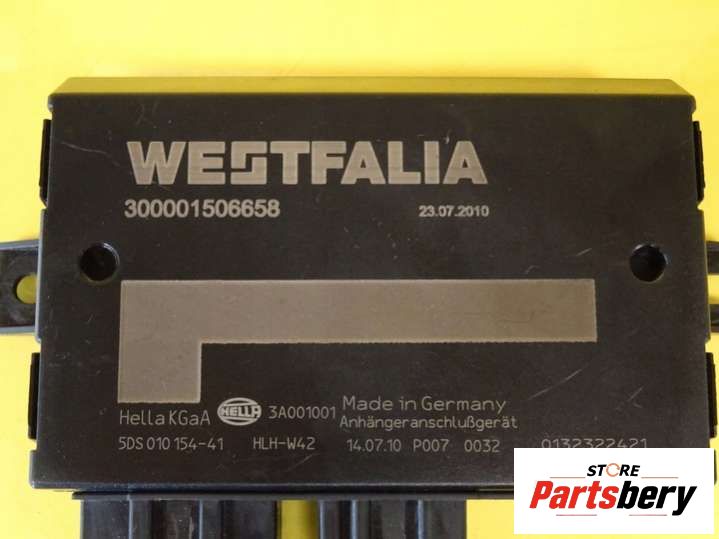 WESTFALIA
300001506658 23.07.2010
Hella KGaA HELLA 3A001001 Made in Germany
Anhängeranschlußgerät
5DS 010 154-41 HLH-W42 14.07.10 P007 0032 0132322421
STORE
Partsbery